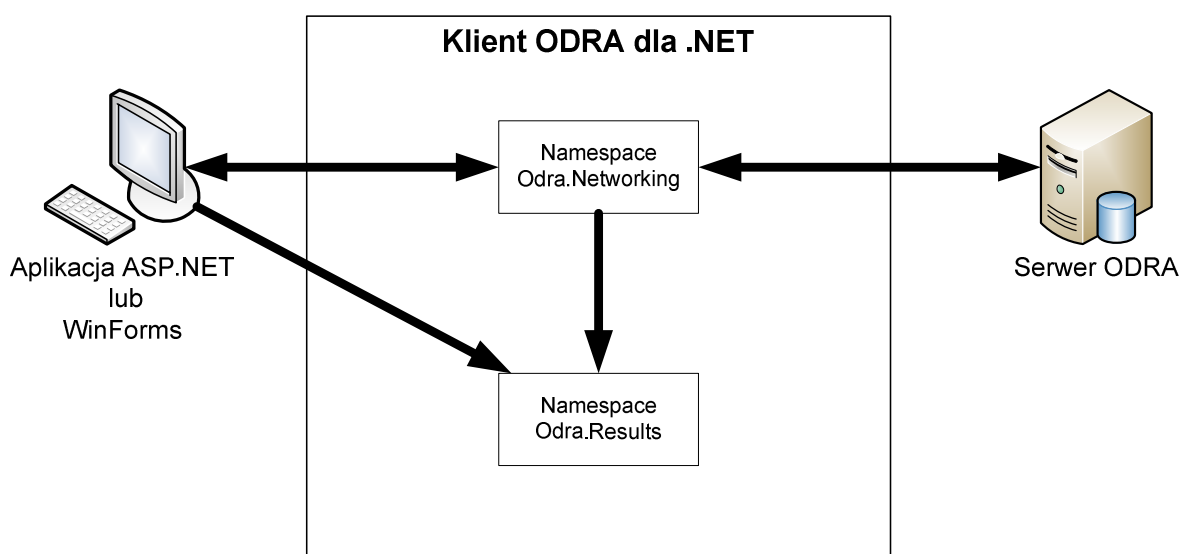 Klient ODRA dla .NET
Namespace
Odra.Networking
Aplikacja ASP.NET
lub
WinForms
Serwer ODRA
Namespace
Odra.Results